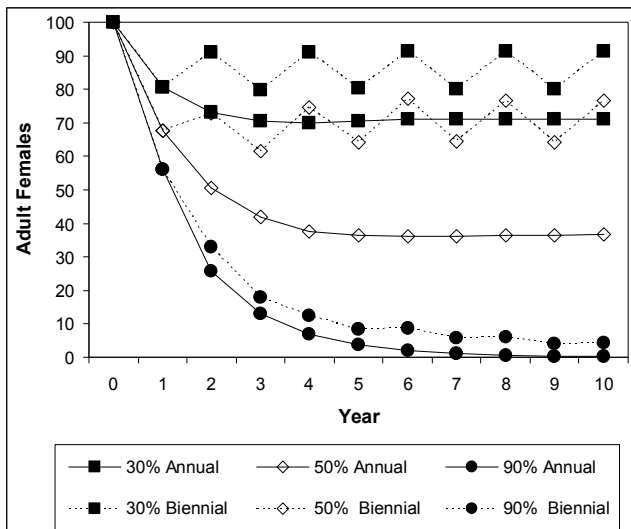 100
90
80
70
60
50
40
30
20
10
0
Adult Females
0 1 2 3 4 5 6 7 8 9 10
Year
30% Annual 50% Annual 90% Annual
30% Biennial 50% Biennial 90% Biennial